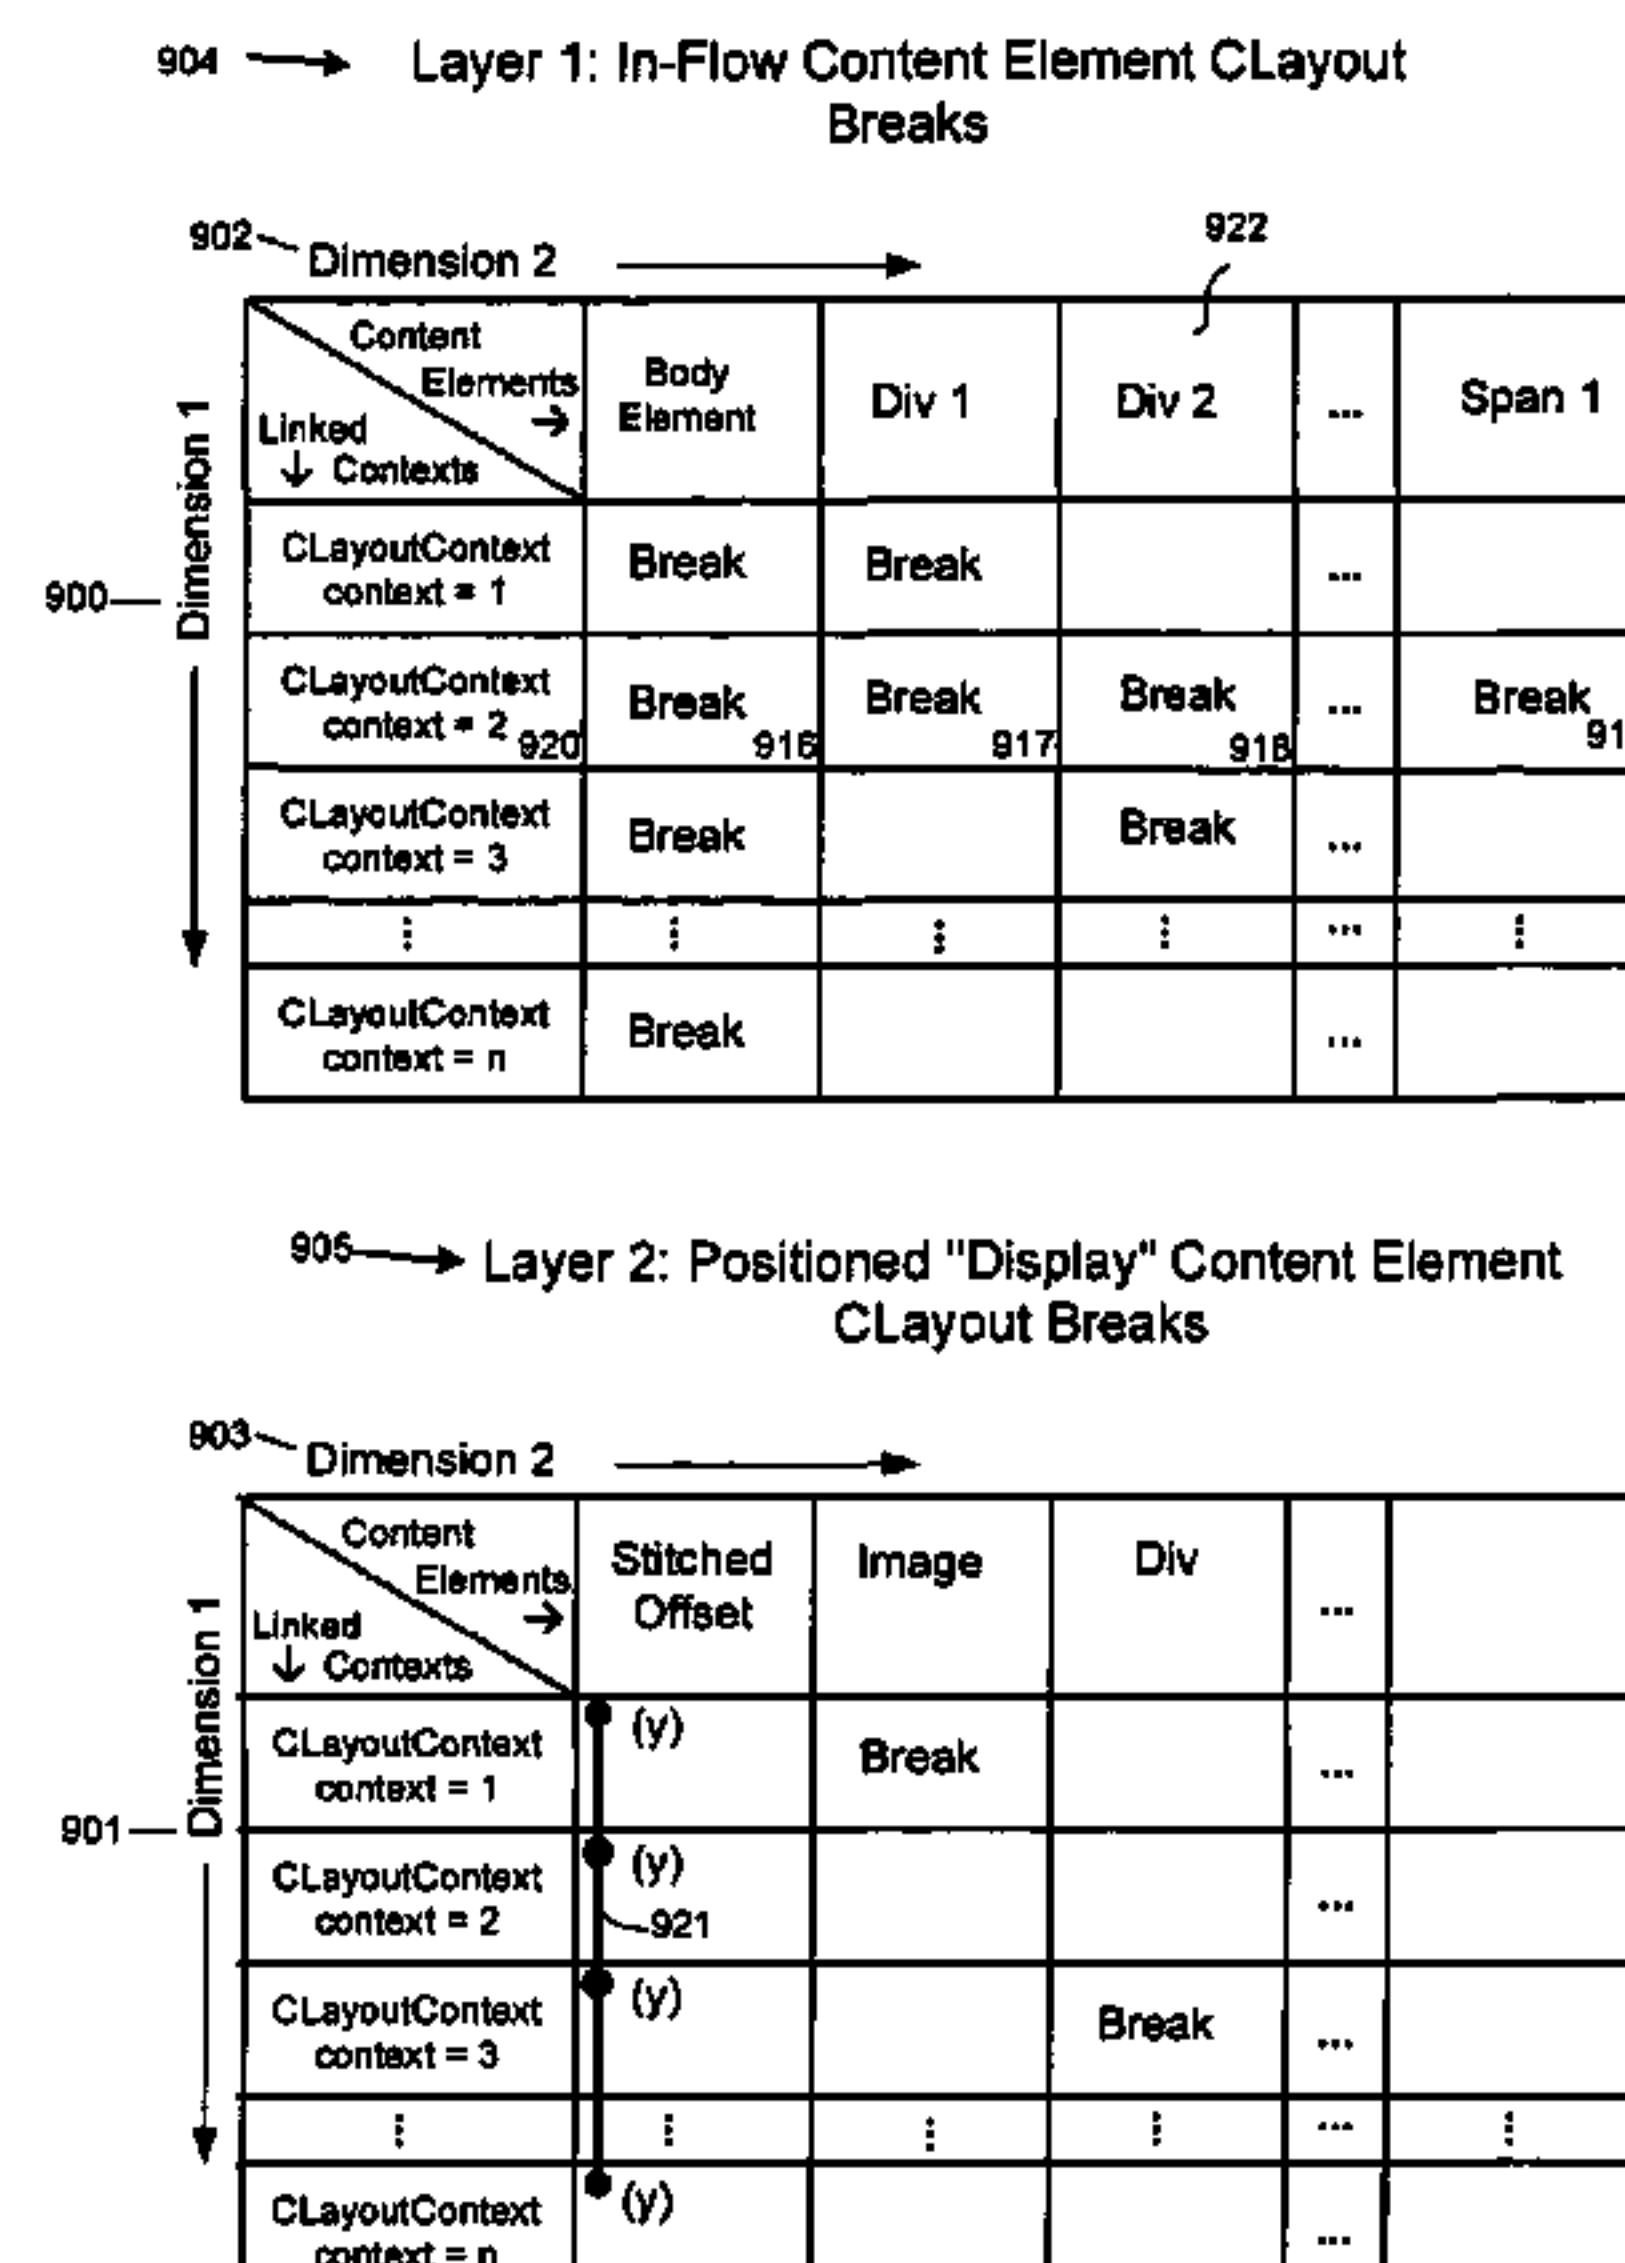 904
Layer 1: In-Flow Content Element CLayout
Breaks
902
Dimension 2
922
Content
Elements
Linked
Contexts
Body
Element
Div 1
Div 2
...
Span 1
900
Dimension 1
CLayoutContext
context = 1
Break
Break
...
CLayoutContext
context = 2
920
Break
916
Break
917
Break
918
...
Break
91
CLayoutContext
context = 3
Break
Break
...
...
CLayoutContext
context = n
Break
...
905
Layer 2: Positioned "Display" Content Element
CLayout Breaks
903
Dimension 2
Content
Elements
Linked
Contexts
Stitched
Offset
Image
Div
...
901
Dimension 1
CLayoutContext
context = 1
(y)
Break
...
CLayoutContext
context = 2
(y)
921
...
CLayoutContext
context = 3
(y)
Break
...
...
CLayoutContext
context = n
(y)
...